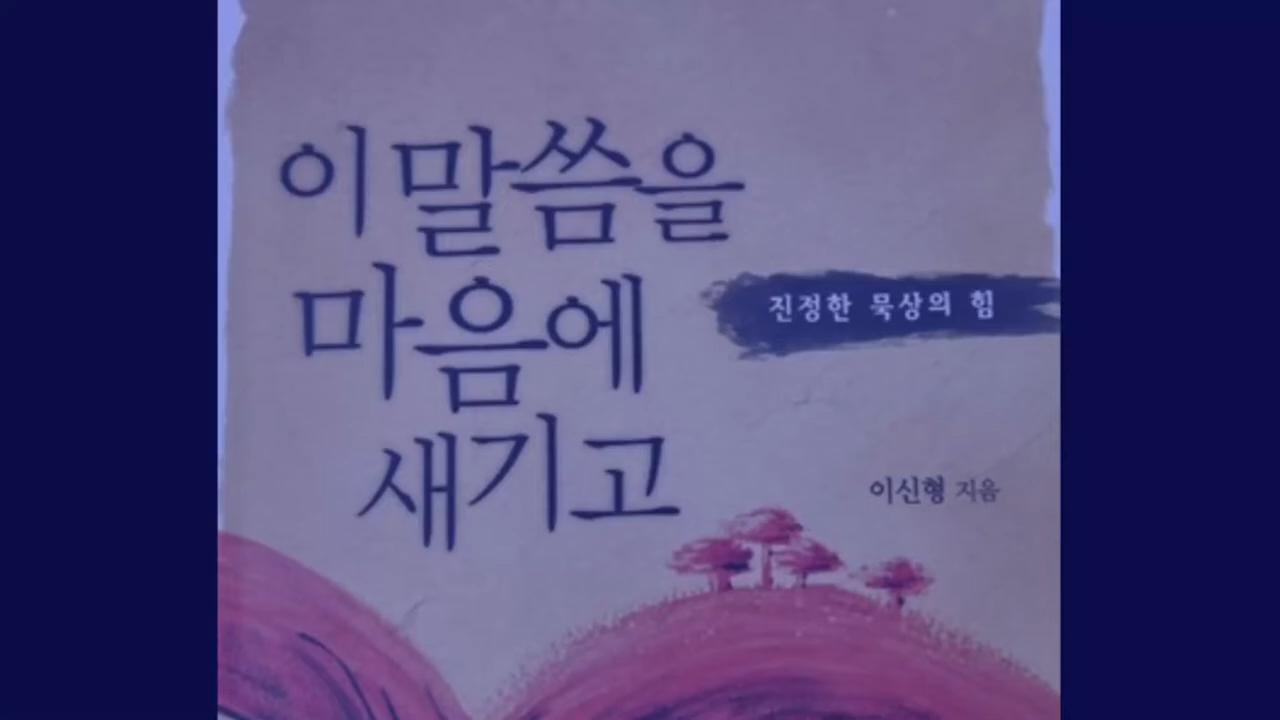 이 말씀을
마음에
새기고
진정한 묵상의 힘
이신형 지음